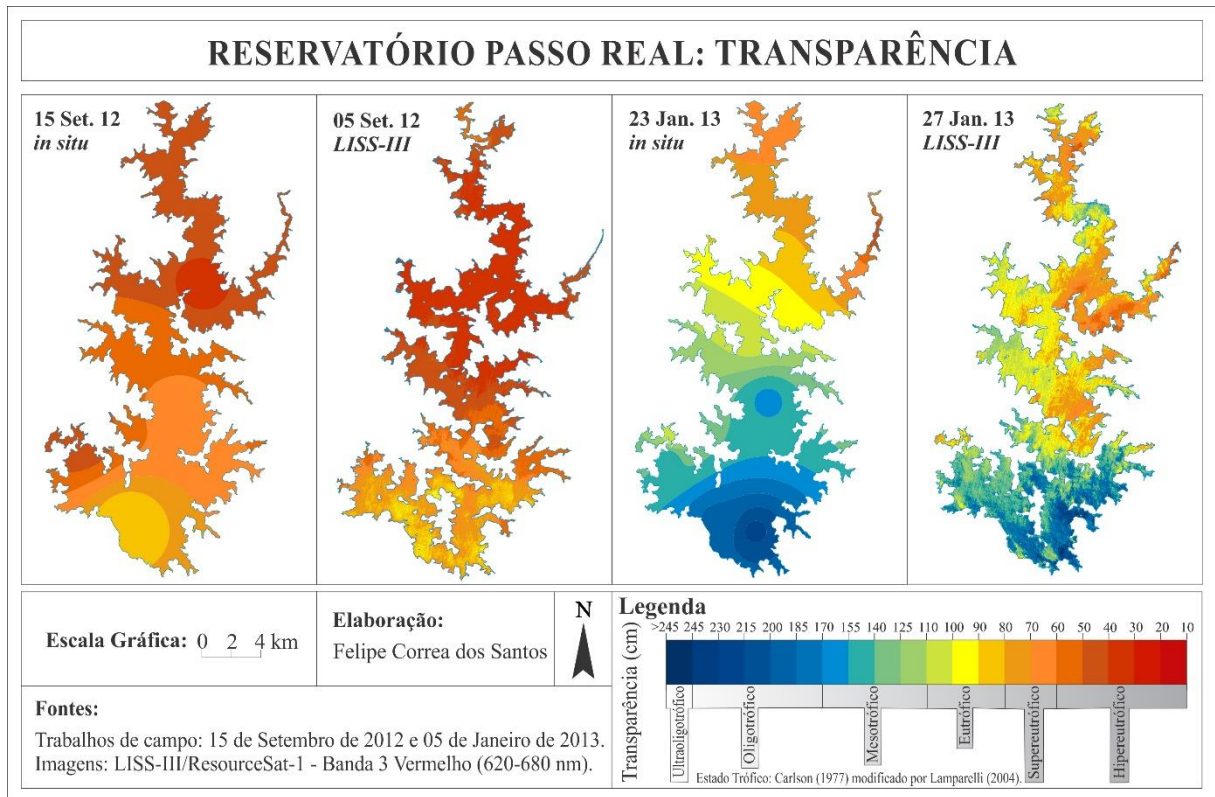 RESERVATÓRIO PASSO REAL: TRANSPARÊNCIA
15 Set. 12
in situ
05 Set. 12
LISS-III
23 Jan. 13
in situ
27 Jan. 13
LISS-III
Escala Gráfica: 0 2 4 km
Elaboração:
Felipe Correa dos Santos
N
Fontes:
Trabalhos de campo: 15 de Setembro de 2012 e 05 de Janeiro de 2013.
Imagens: LISS-III/ResourceSat-1 - Banda 3 Vermelho (620-680 nm).
Legenda
Transparência (cm)
>245 245 230 215 200 185 170 155 140 125 110 100 90 80 70 60 50 40 30 20 10
Ultraoligotrófico
Oligotrófico
Mesotrófico
Eutrófico
Supereutrófico
Hipereutrófico
Estado Trófico: Carlson (1977) modificado por Lamparelli (2004).